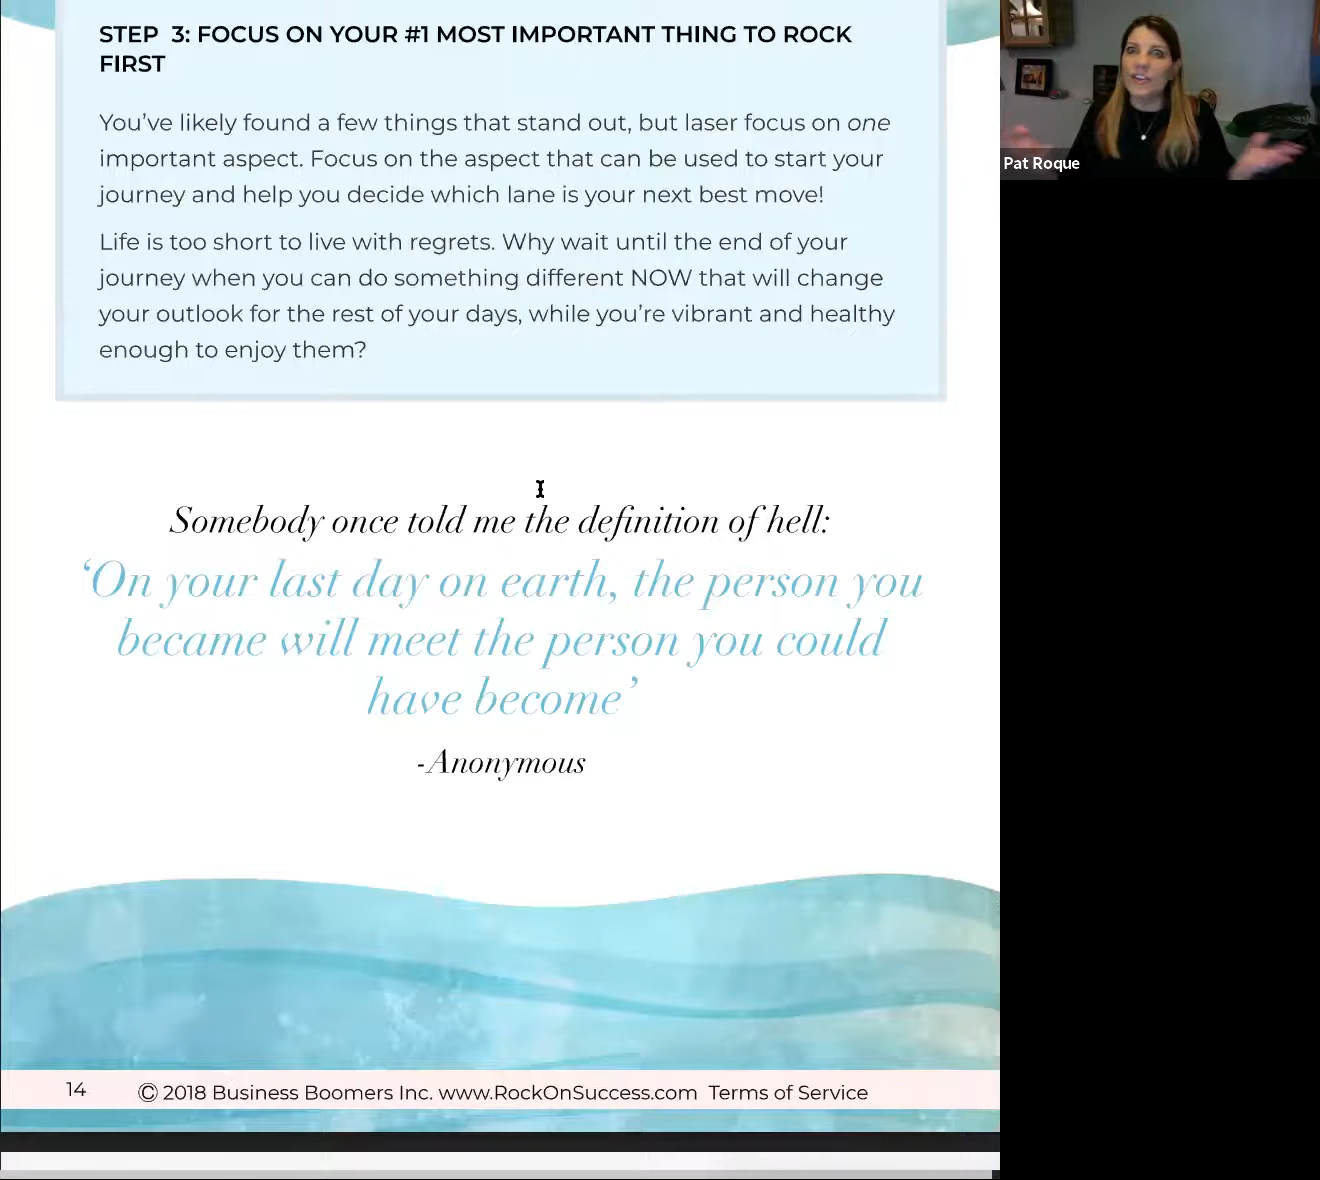 STEP  3: FOCUS ON YOUR #1 MOST IMPORTANT THING TO ROCK
FIRST
You’ve likely found a few things that stand out, but laser focus on one
important aspect. Focus on the aspect that can be used to start your
journey and help you decide which lane is your next best move!
Life is too short to live with regrets. Why wait until the end of your
journey when you can do something different NOW that will change
your outlook for the rest of your days, while you’re vibrant and healthy
enough to enjoy them?
Somebody once told me the definition of hell:
‘On your last day on earth, the person you
became will meet the person you could
have become’
-Anonymous
14 © 2018 Business Boomers Inc. www.RockOnSuccess.com  Terms of Service
Pat Roque